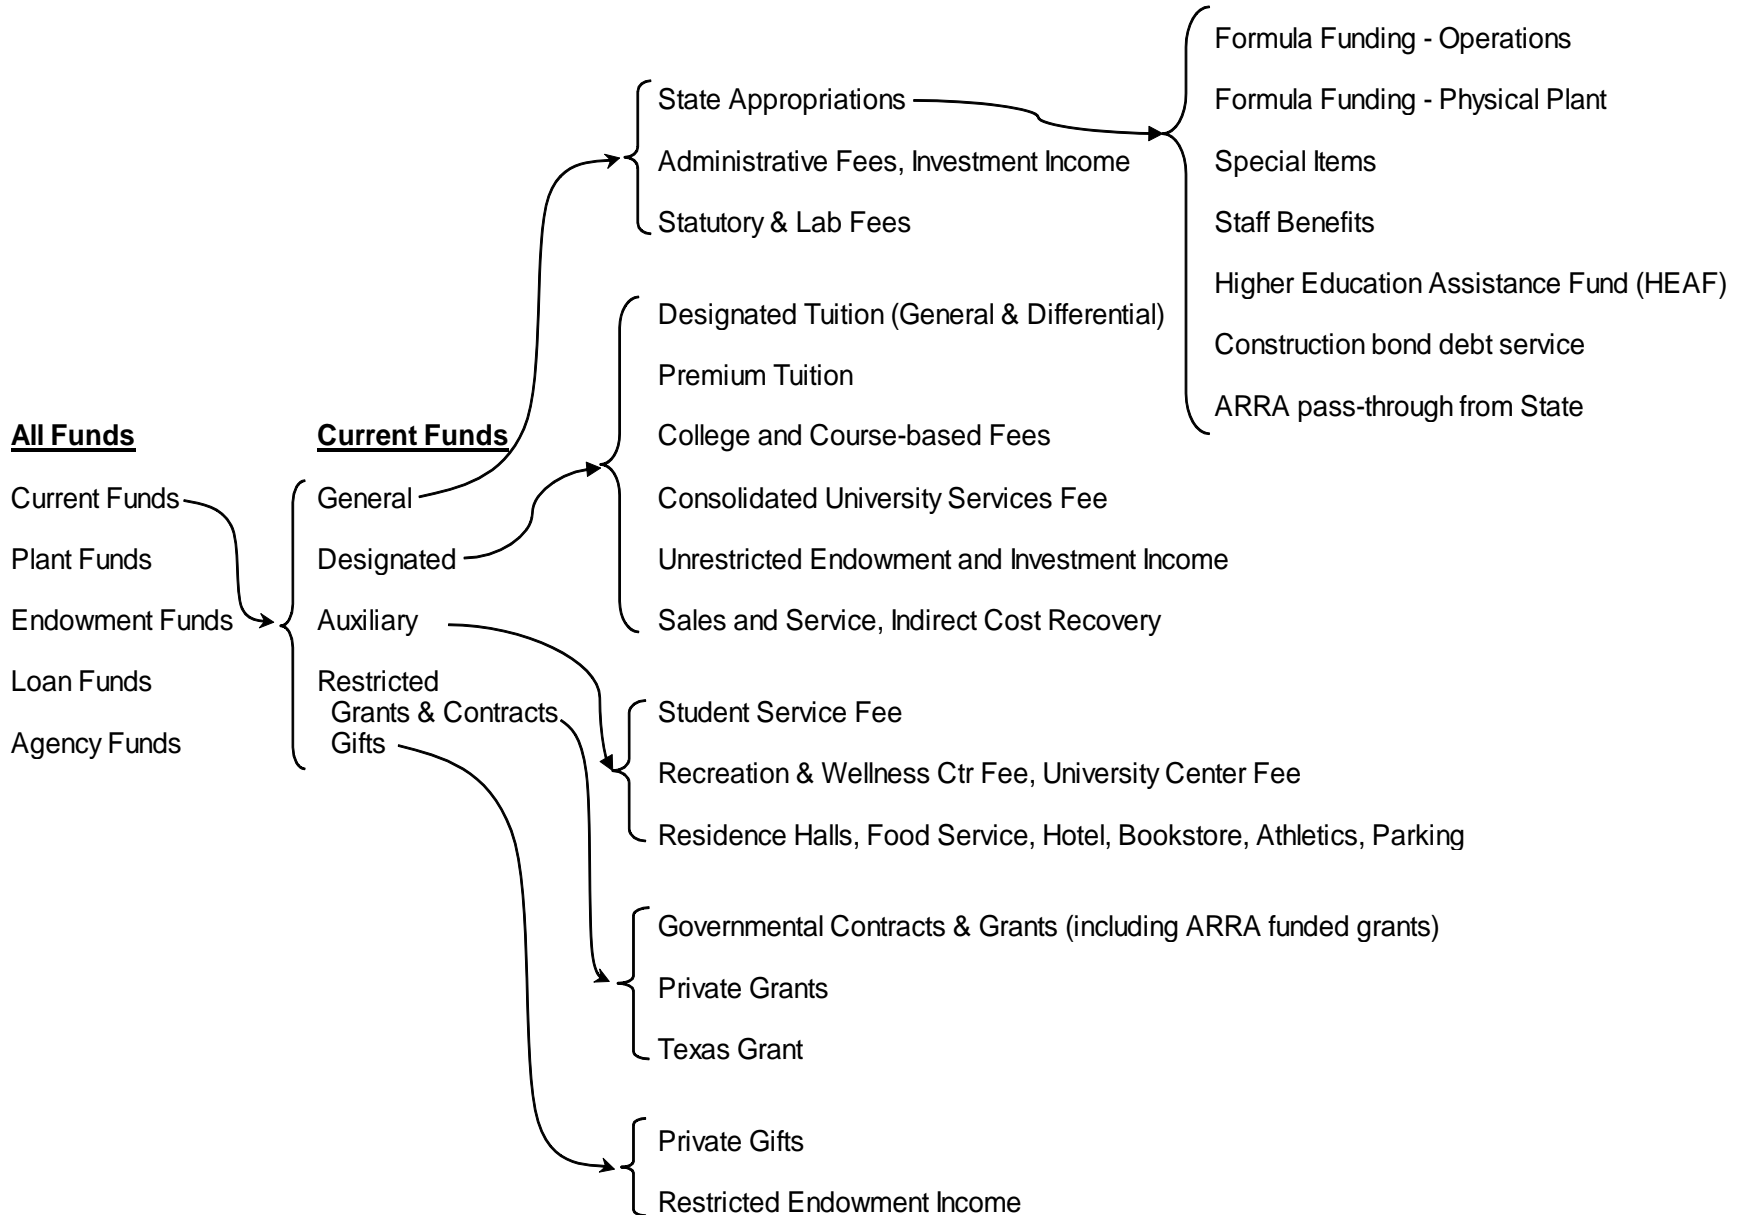 All Funds
Current Funds
Plant Funds
Endowment Funds
Loan Funds
Agency Funds
Current Funds
General
Designated
Auxiliary
Restricted
Grants & Contracts
Gifts
State Appropriations
Administrative Fees, Investment Income
Statutory & Lab Fees
Designated Tuition (General & Differential)
Premium Tuition
College and Course-based Fees
Consolidated University Services Fee
Unrestricted Endowment and Investment Income
Sales and Service, Indirect Cost Recovery
Student Service Fee
Recreation & Wellness Ctr Fee, University Center Fee
Residence Halls, Food Service, Hotel, Bookstore, Athletics, Parking
Governmental Contracts & Grants (including ARRA funded grants)
Private Grants
Texas Grant
Private Gifts
Restricted Endowment Income
Formula Funding - Operations
Formula Funding - Physical Plant
Special Items
Staff Benefits
Higher Education Assistance Fund (HEAF)
Construction bond debt service
ARRA pass-through from State